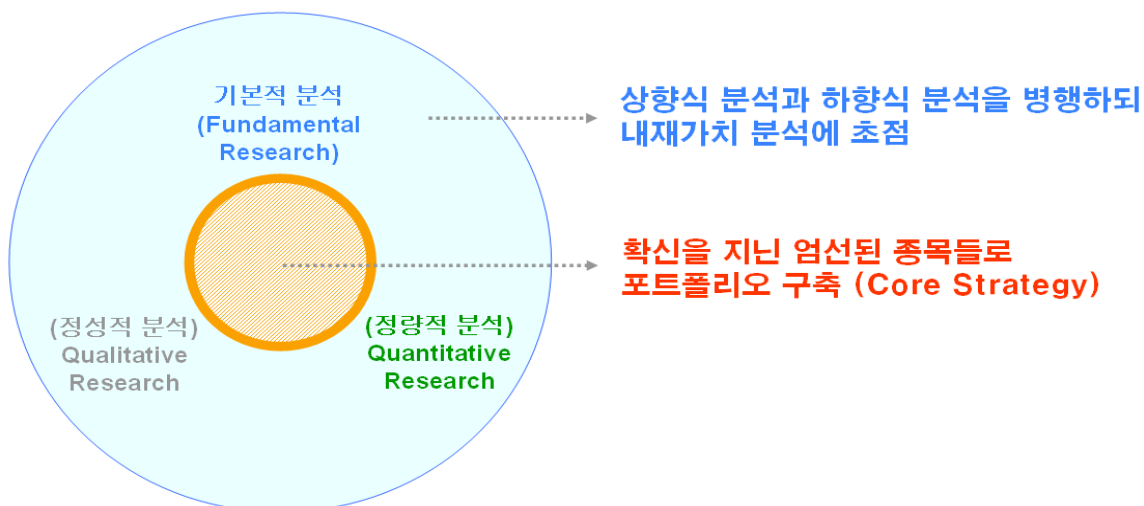 기본적 분석
(Fundamental
Research)
상향식 분석과 하향식 분석을 병행하되
내재가치 분석에 초점
확신을 지닌 엄선된 종목들로
포트폴리오 구축 (Core Strategy)
(정성적 분석)
Qualitative
Research
(정량적 분석)
Quantitative
Research